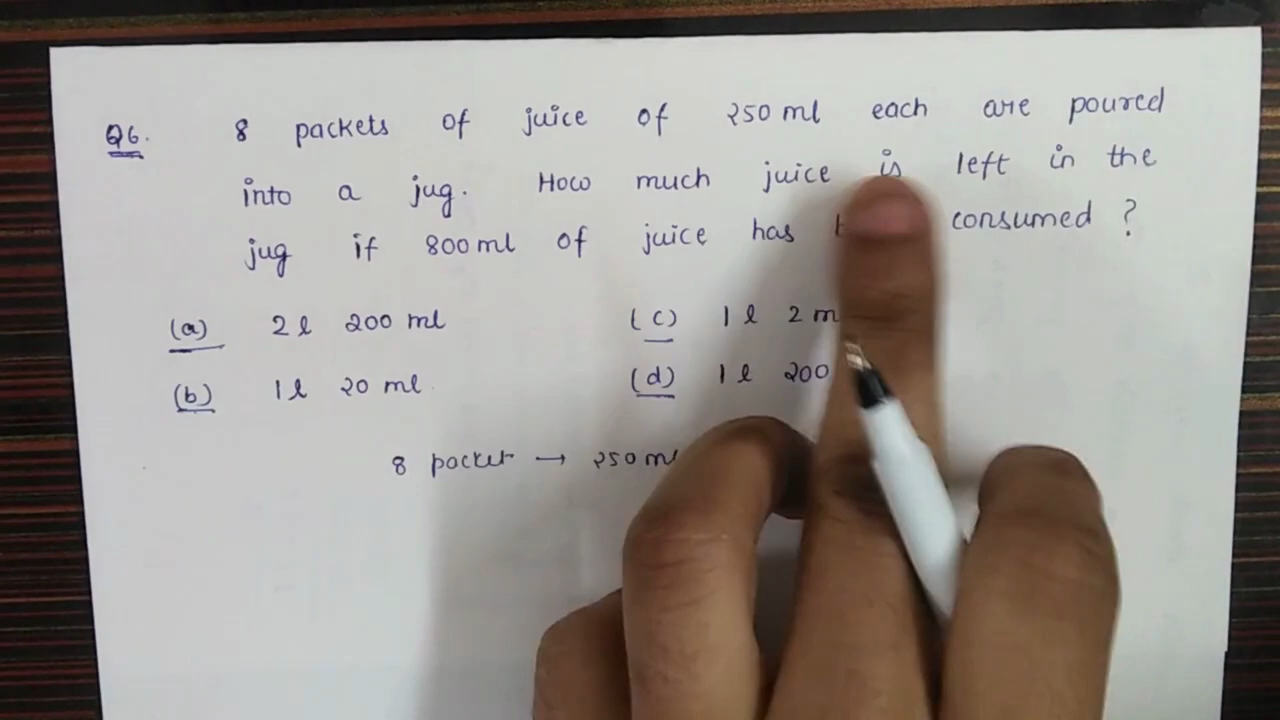 Q6. 8 packets of juice of 250 ml each are poured
into a jug. How much juice is left in the
jug if 800 ml of juice has consumed ?
(a) 2 l 200 ml (c) 1 l 2 m
(b) 1 l 20 ml (d) 1 l 200
8 packet → 250 ml